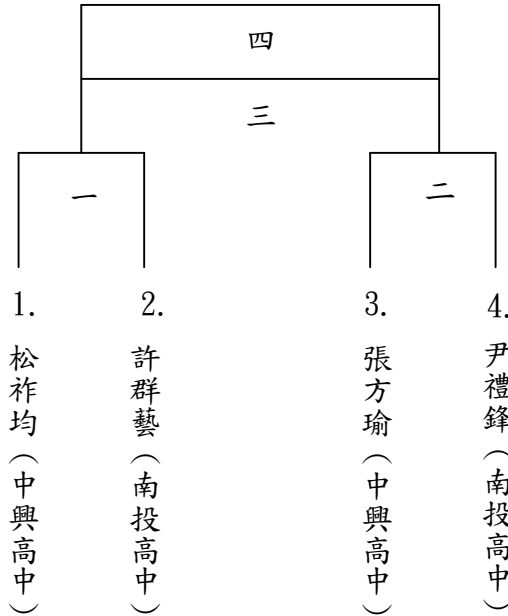 四
三
一
二
1.
2.
3.
4.
松祚均（中興高中）
許群藝（南投高中）
張方瑜（中興高中）
尹禮鋒（南投高中）